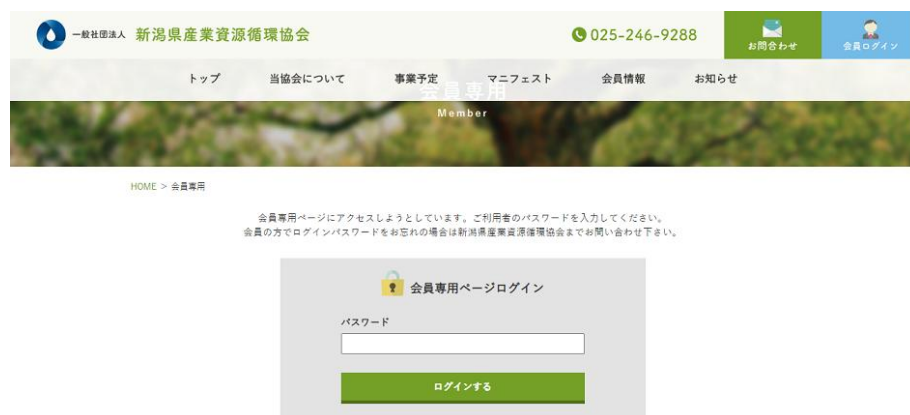 一般社団法人 新潟県産業資源循環協会
025-246-9288
お問合わせ
会員ログイン
トップ 当協会について 事業予定 マニフェスト 会員情報 お知らせ
会員専用
Member
HOME > 会員専用
会員専用ページにアクセスしようとしています。ご利用者のパスワードを入力してください。
会員の方でログインパスワードをお忘れの場合は新潟県産業資源循環協会までお問い合わせ下さい。
会員専用ページログイン
パスワード
ログインする